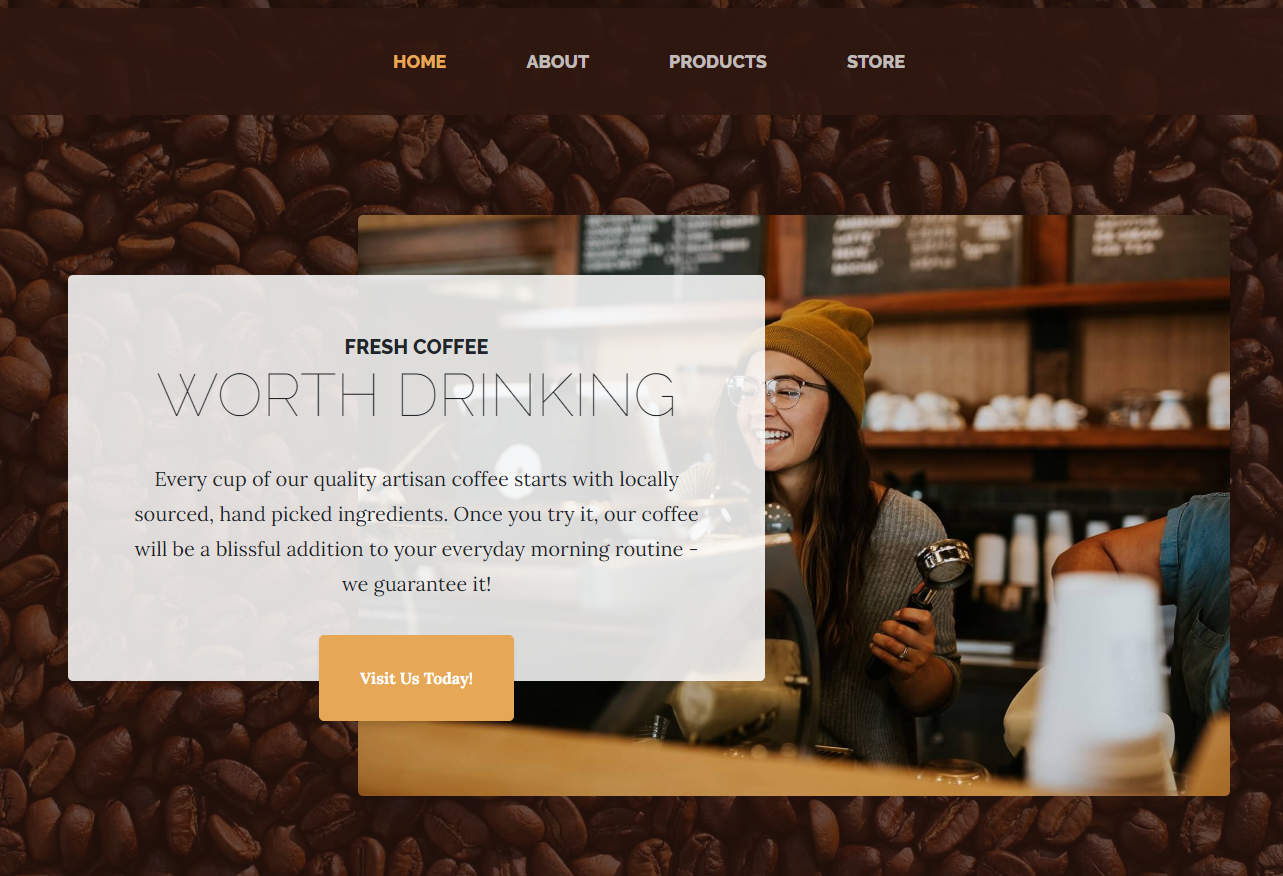 HOME ABOUT PRODUCTS STORE
FRESH COFFEE
WORTH DRINKING
Every cup of our quality artisan coffee starts with locally
sourced, hand picked ingredients. Once you try it, our coffee
will be a blissful addition to your everyday morning routine -
we guarantee it!
Visit Us Today!